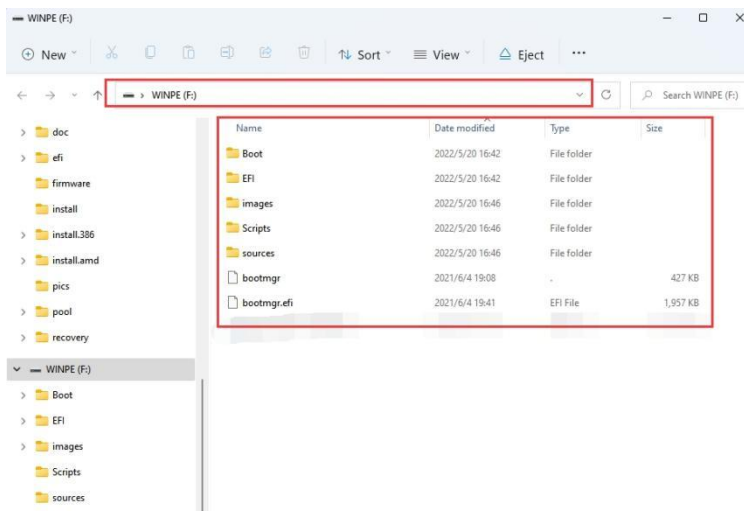 WINPE (F:)
New Sort View Eject ...
WINPE (F:) Search WINPE (F:)
doc
efi
firmware
install
install.386
install.amd
pics
pool
recovery
WINPE (F:)
Boot
EFI
images
Scripts
sources
Name Date modified Type Size
Boot 2022/5/20 16:42 File folder
EFI 2022/5/20 16:42 File folder
images 2022/5/20 16:46 File folder
Scripts 2022/5/20 16:46 File folder
sources 2022/5/20 16:46 File folder
bootmgr 2021/6/4 19:08 . 427 KB
bootmgr.efi 2021/6/4 19:41 EFI File 1,957 KB